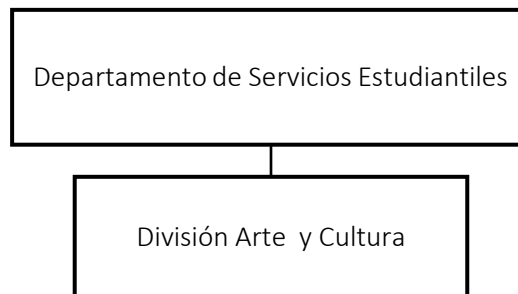 Departamento de Servicios Estudiantiles
División Arte  y Cultura